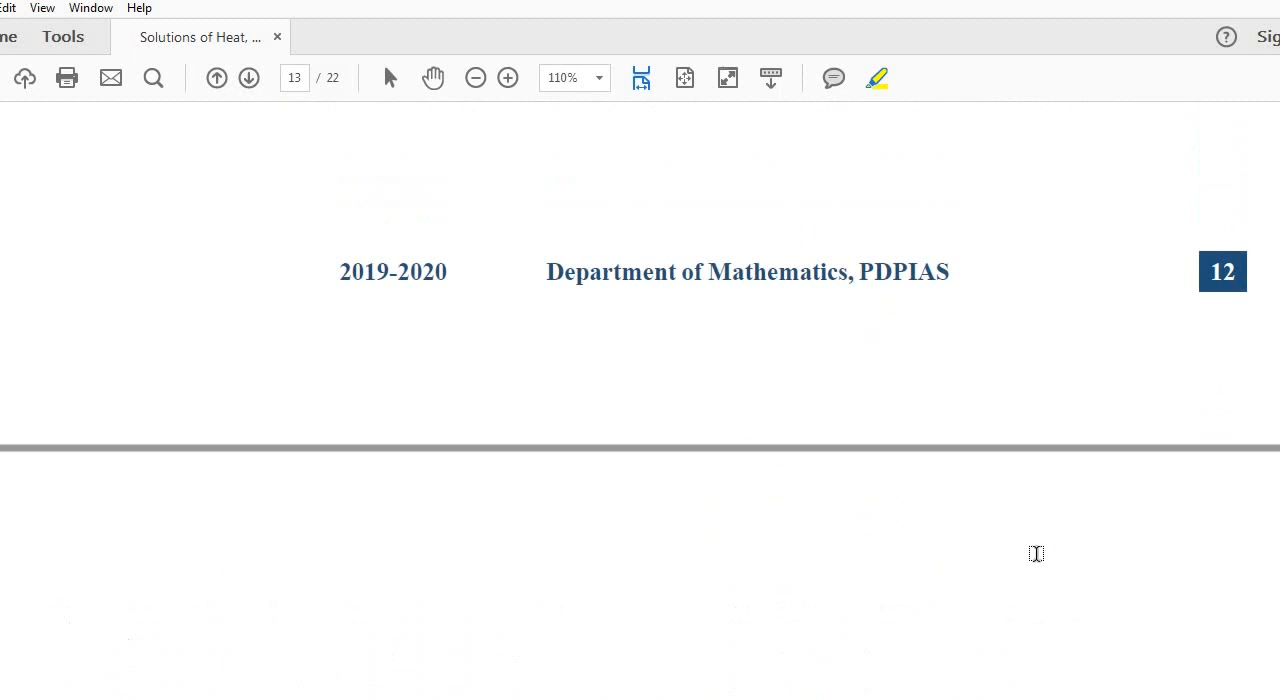 Edit View Window Help
me Tools Solutions of Heat, ... × ? Sig
13 / 22 110%
2019-2020 Department of Mathematics, PDPIAS 12